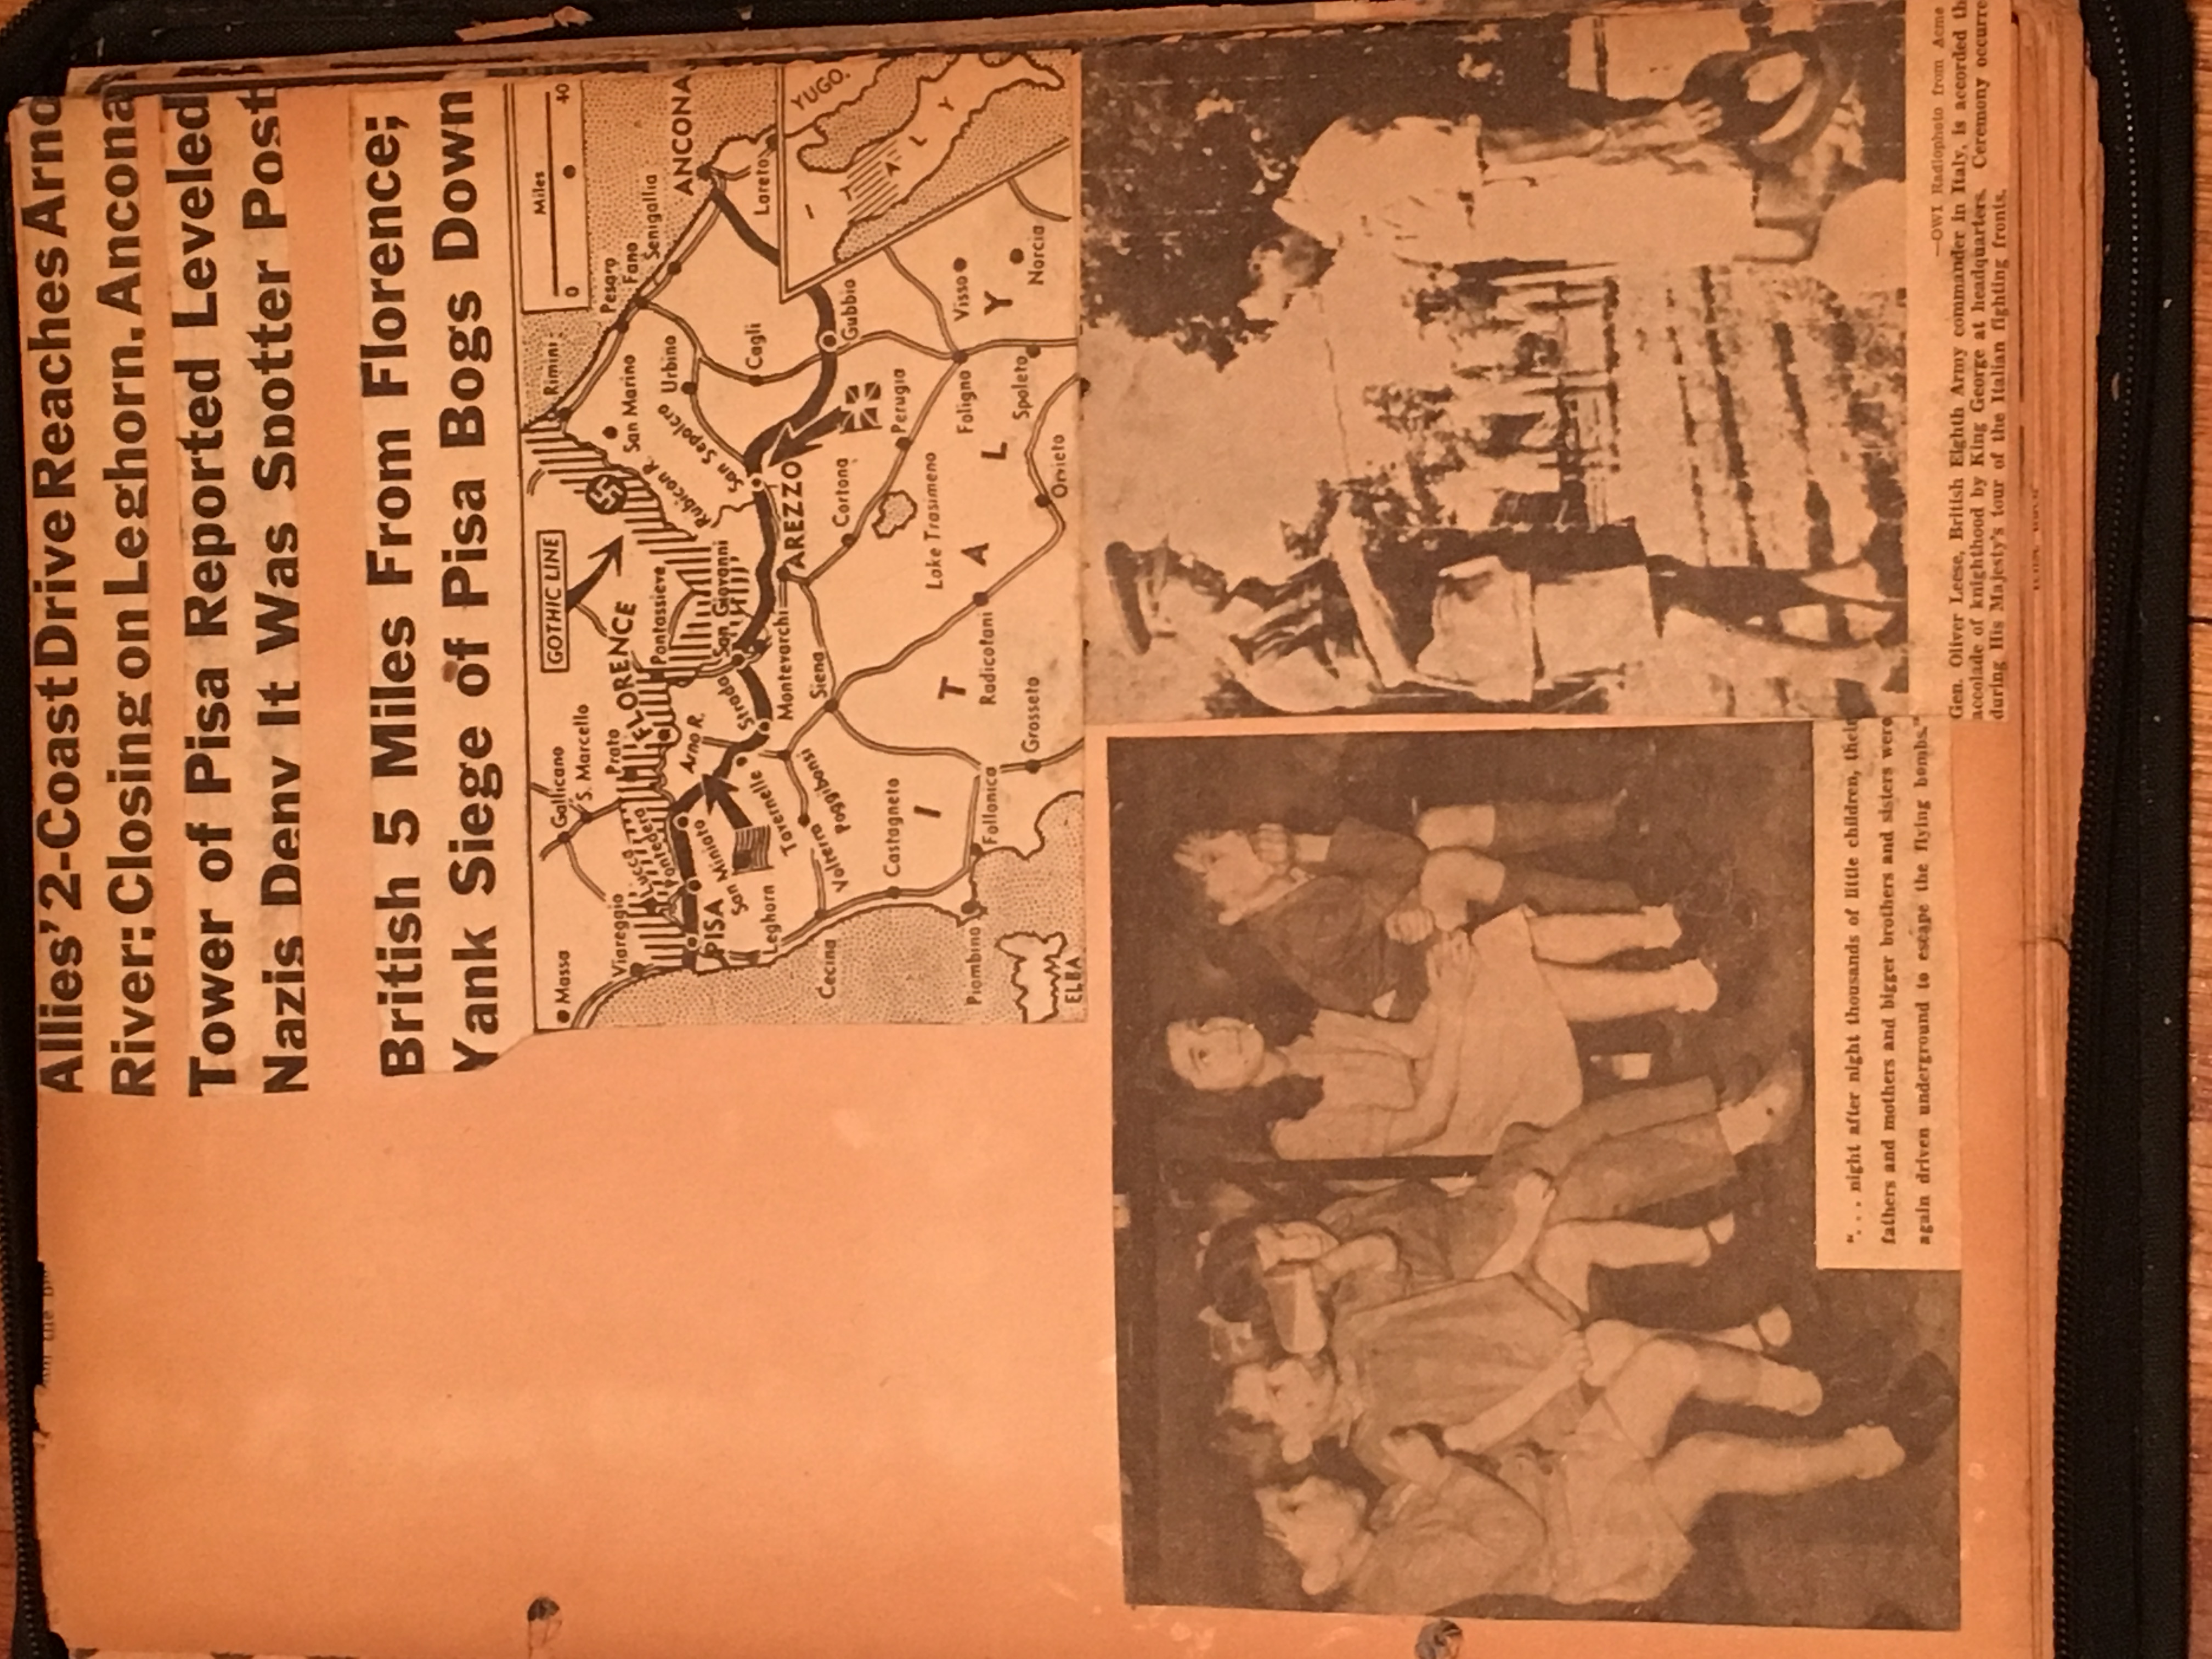 Allies' 2-Coast Drive Reaches Arno
River; Closing on Leghorn, Ancona
Tower of Pisa Reported Leveled
Nazis Deny It Was Spotter Post
British 5 Miles From Florence;
Yank Siege of Pisa Bogs Down
Massa
Gallicano
GOTHIC LINE
Rimini
Miles
0 40
S. Marcello
Viareggio
Lucca
Pontedera
Prato
FLORENCE
San Marino
Pesaro
Fano
Senigallia
Pontassieve
Rubicon R.
San Sepolcro
Urbino
ANCONA
PISA
San Miniato
Arno R.
Strada
San Giovanni
Leghorn
Tavernelle
Montevarchi
AREZZO
Cagli
Loreto
YUGO.
Cecina
Volterra
Poggibonsi
Siena
Cortona
Gubbio
ITALY
Castagneto
Perugia
Lake Trasimeno
I T A L Y
Piombino
Follonica
Radicofani
Foligno
Visso
Grosseto
Spoleto
Norcia
ELBA
Orvieto
". . . night after night thousands of little children, their
fathers and mothers and bigger brothers and sisters were
again driven underground to escape the flying bombs."
—OWI Radiophoto from Acme
Gen. Oliver Leese, British Eighth Army commander in Italy, is accorded th
accolade of knighthood by King George at headquarters. Ceremony occurre
during His Majesty's tour of the Italian fighting fronts.